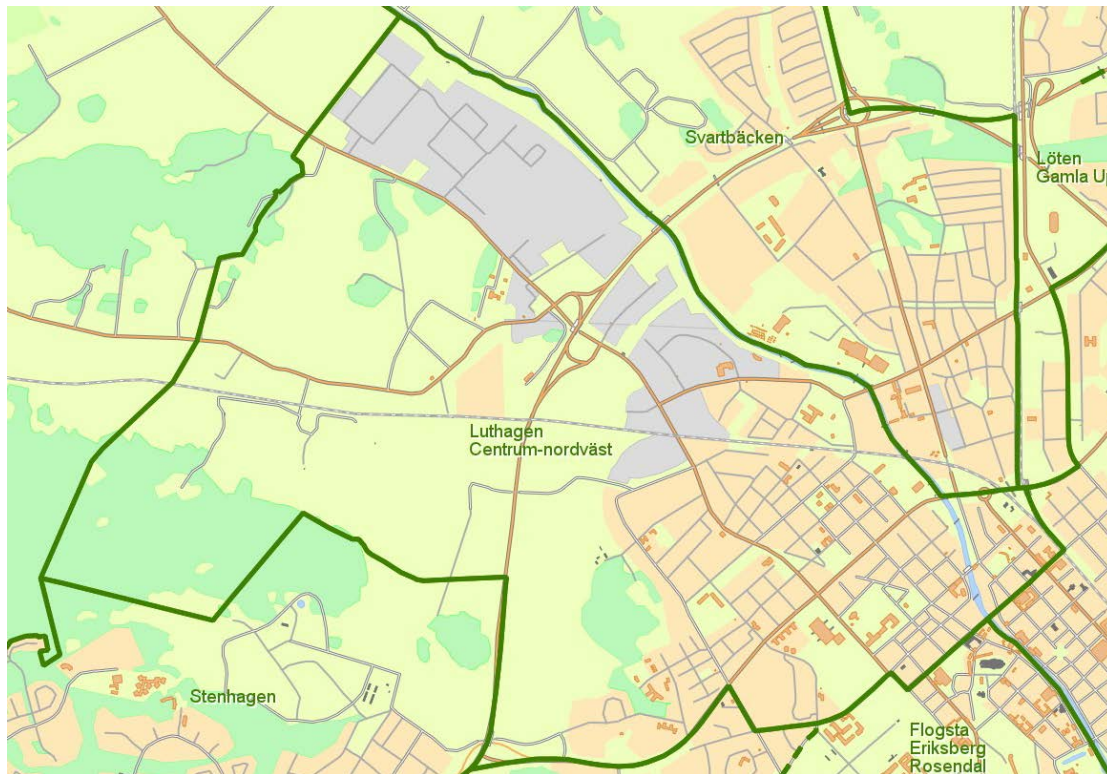 Svartbäcken
Löten
Gamla Up
Luthagen
Centrum-nordväst
Stenhagen
Flogsta
Eriksberg
Rosendal